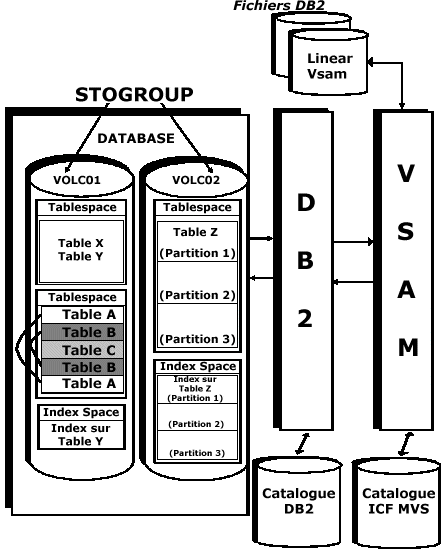 Fichiers DB2
Linear
Vsam
STOGROUP
DATABASE
VOLC01
Tablespace
Table X
Table Y
Tablespace
Table A
Table B
Table C
Table B
Table A
Index Space
Index sur
Table Y
VOLC02
Tablespace
Table Z
(Partition 1)
(Partition 2)
(Partition 3)
Index Space
Index sur
Table Z
(Partition 1)
(Partition 2)
(Partition 3)
D
B
2
V
S
A
M
Catalogue
DB2
Catalogue
ICF MVS